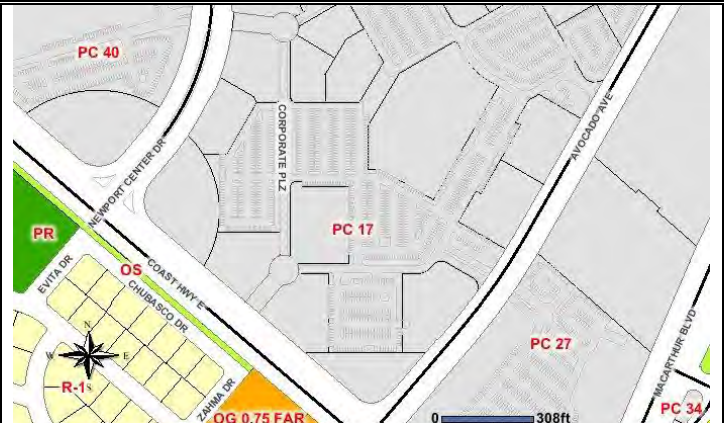 PC 40
CORPORATE PLZ
AVOCADO AVE
NEWPORT CENTER DR
PR
PC 17
OS
COAST HWY E
EVITA DR
CHUBASCO DR
N
W
E
S
R-1
PC 27
MACARTHUR BLVD
ZAHMA DR
OG 0.75 FAR
0
308ft
PC 34